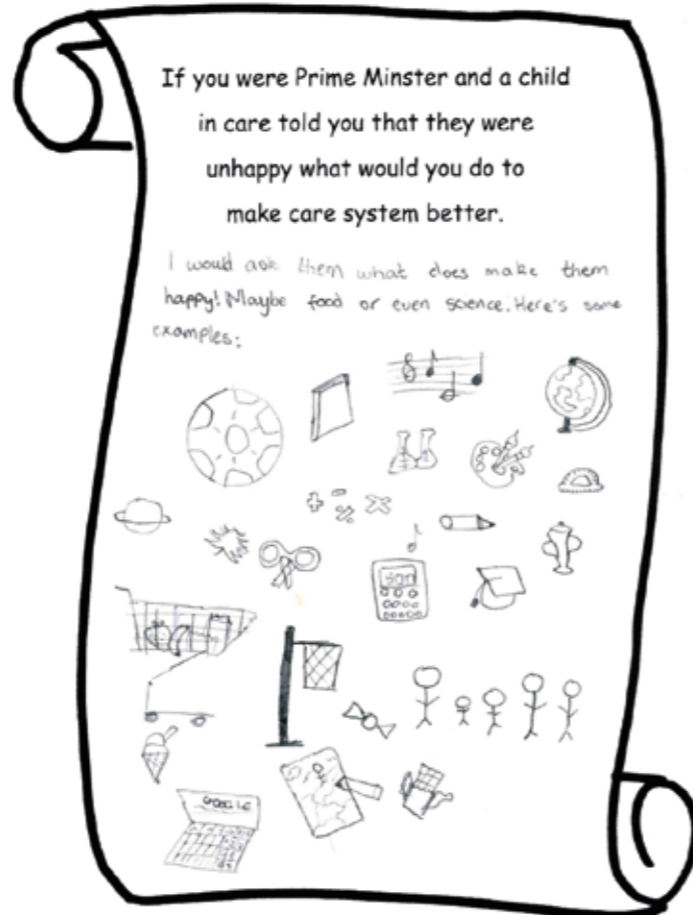 If you were Prime Minster and a child
in care told you that they were
unhappy what would you do to
make care system better.
I would ask them what does make them
happy! Maybe food or even science. Here's some
examples:
+ - % ×
GOOGLE